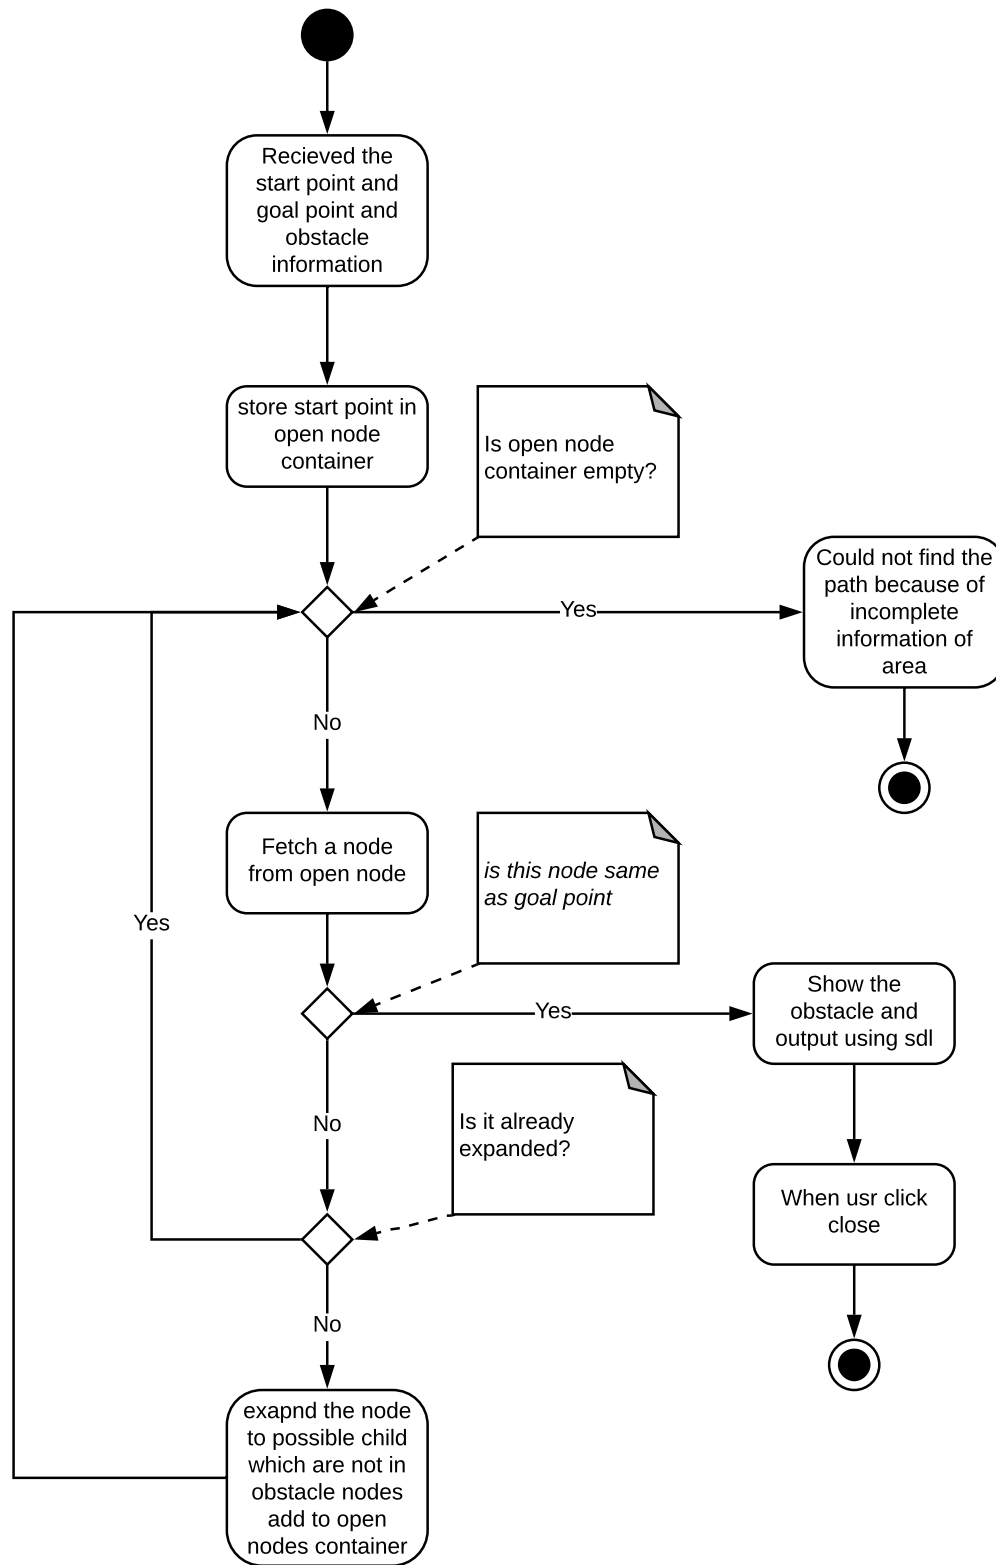 Recieved the
start point and
goal point and
obstacle
information
store start point in
open node
container
Is open node
container empty?
Yes
Could not find the
path because of
incomplete
information of
area
No
Fetch a node
from open node
is this node same
as goal point
Yes
Yes
Show the
obstacle and
output using sdl
No
Is it already
expanded?
When usr click
close
No
exapnd the node
to possible child
which are not in
obstacle nodes
add to open
nodes container